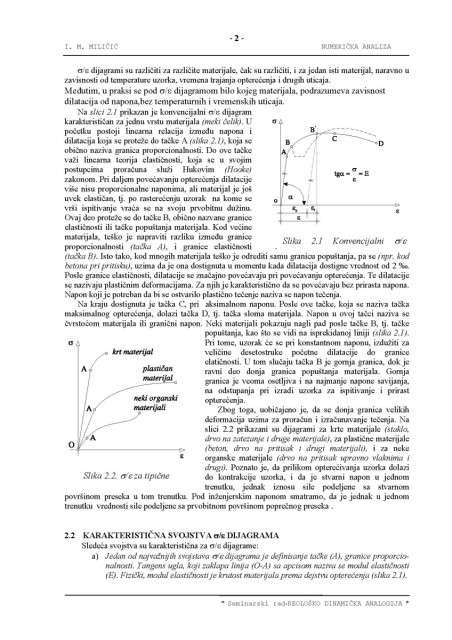 - 2 -
I. M. MILIČIĆ NUMERIČKA ANALIZA
σ/ε dijagrami su različiti za različite materijale, čak su različiti, i za jedan isti materijal, naravno u
zavisnosti od temperature uzorka, vremena trajanja opterećenja i drugih uticaja.
Međutim, u praksi se pod σ/ε dijagramom bilo kojeg materijala, podrazumeva zavisnost
dilatacija od napona,bez temperaturnih i vremenskih uticaja.
Na slici 2.1 prikazan je konvencijalni σ/ε dijagram
karakterističan za jednu vrstu materijala (meki čelik). U
početku postoji linearna relacija između napona i
dilatacija koja se proteže do tačke A (slika 2.1), koja se
obično naziva granica proporcionalnosti. Do ove tačke
važi linearna teorija elastičnosti, koja se u svojim
postupcima proračuna služi Hukovim (Hooke)
zakonom. Pri daljem povećavanju opterećenja dilatacije
više nisu proporcionalne naponima, ali materijal je još
uvek elastičan, tj. po rasterećenju uzorak na kome se
vrši ispitivanje vraća se na svoju prvobitnu dužinu.
Ovaj deo proteže se do tačke B, obično nazvane granice
elastičnosti ili tačke popuštanja materijala. Kod većine
materijala, teško je napraviti razliku između granice
proporcionalnosti (tačka A), i granice elastičnosti
σ
B'
B
A
C
D
tgα = σ/ε = E
α
o
ε
Slika 2.1 Konvencijalni σ/ε
(tačka B). Isto tako, kod mnogih materijala teško je odrediti samu granicu popuštanja, pa se (npr. kod
betona pri pritisku), uzima da je ona dostignuta u momentu kada dilatacija dostigne vrednost od 2 ‰.
Posle granice elastičnosti, dilatacije se znatno povećavaju pri povećanju opterećenja. Te dilatacije
se nazivaju plastičnim deformacijama. Za njih je karakteristično da se povećavaju bez prirasta napona.
Napon koji je potreban da bi se ostvarilo plastično tečenje naziva se napon tečenja.
Na kraju dostignuta je tačka C, pri aksimalnom naponu. Posle ove tačke, koja se naziva tačka
maksimalnog opterećenja, dolazi tačka D, tj. tačka sloma materijala. Napon u ovoj tačci naziva se
čvrstoćom materijala ili granični napon. Neki materijali pokazuju nagli pad posle tačke B, tj. tačke
popuštanja, kao što se vidi na isprekidanoj liniji (slika 2.1).
Pri tome, uzorak će se pri konstantnom naponu, izdužiti za
veličine desetostruke početne dilatacije do granice
elatičnosti. U tom slučaju tačka B je gornja granica, dok je
ravni deo donja granica popuštanja materijala. Gornja
granica je veoma osetljiva i na najmanje napone savijanja,
na odstupanja pri izradi uzorka za ispitivanje i prirast
opterećenja.
σ
krt materijal
A
plastičan
materijal
A
neki organski
materijali
A
O
ε
Slika 2.2. σ/ε za tipične
Zbog toga, uobičajeno je, da se donja granica velikih
deformacija uzima za proračun i izračunavanje tečenja. Na
slici 2.2 prikazani su dijagrami za krte materijale (staklo,
drvo na zatezanje i druge materijale), za plastične materijale
(beton, drvo na pritisak i drugi materijali), i za neke
organske materijale (drvo na pritisak upravno vlaknima i
drugi). Poznato je, da prilikom opterećivanja uzorka dolazi
do kontrakcije uzorka, i da je stvarni napon u jednom
trenutku, jednak iznosu sile podeljene sa stvarnom
površinom preseka u tom trenutku. Pod inženjerskim naponom smatramo, da je jednak u jednom
trenutku vrednosti sile podeljene sa prvobitnom površinom poprečnog preseka .
2.2 KARAKTERISTIČNA SVOJSTVA σ/ε DIJAGRAMA
Sledeća svojstva su karakteristična za σ/ε dijagrame:
a) Jedan od najvažnijih svojstava σ/ε dijagrama je definisanje tačke (A), granice proporcio-
nalnosti. Tangens ugla, koji zaklapa linija (O-A) sa apcisom naziva se modul elastičnosti
(E). Fizički, modul elastičnosti je krutost materijala prema dejstvu opterećenja (slika 2.1).
* Seminarski rad-REOLOŠKO DINAMIČKA ANALOGIJA *